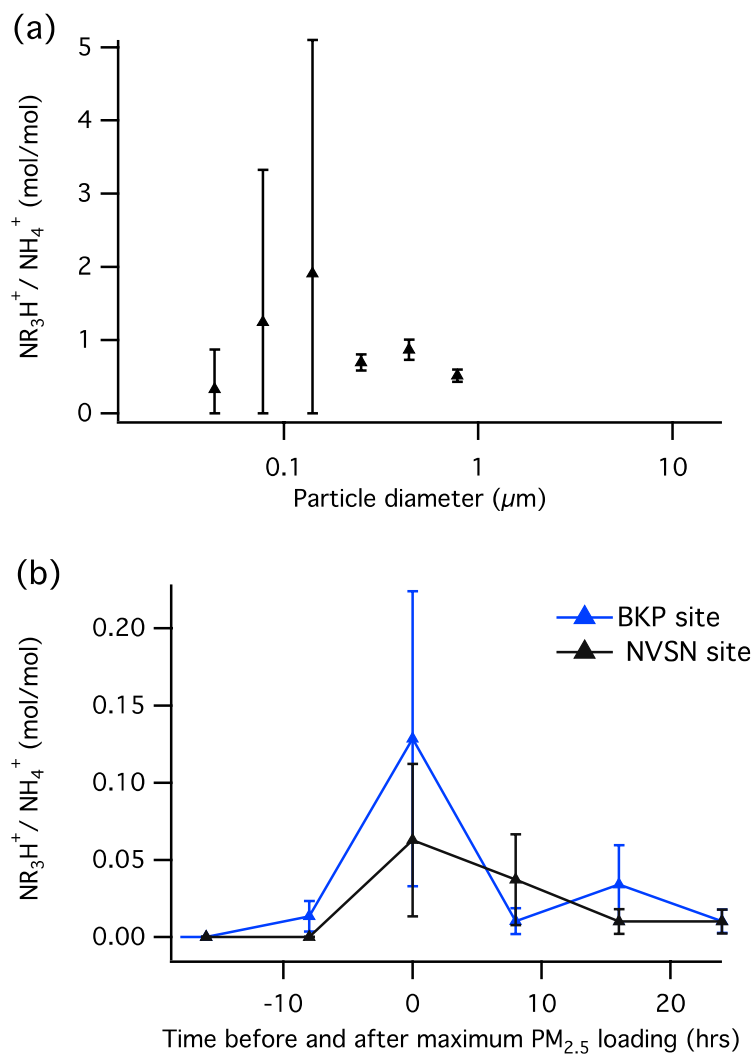 (a)
5
4
3
2
1
0
NR3H+/ NH4+ (mol/mol)
0.1 1 10
Particle diameter (µm)
(b)
0.20
0.15
0.10
0.05
0.00
NR3H+/ NH4+ (mol/mol)
BKP site
NVSN site
-10 0 10 20
Time before and after maximum PM2.5 loading (hrs)